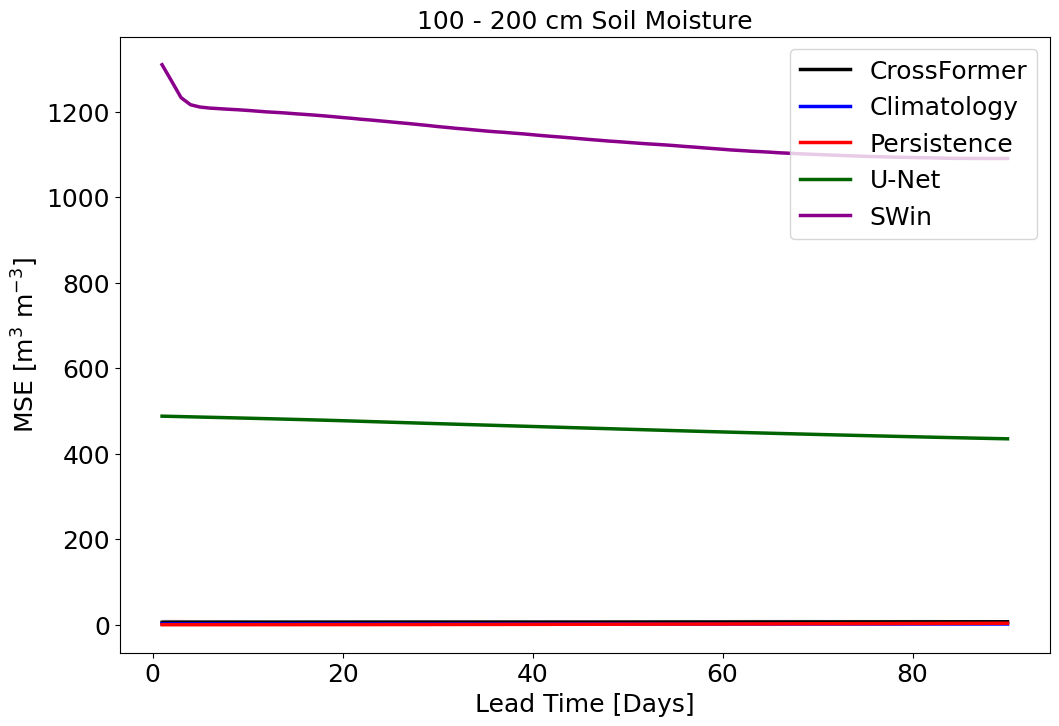 100 - 200 cm Soil Moisture
MSE [m³ m⁻³]
1200
1000
800
600
400
200
0
0 20 40 60 80
Lead Time [Days]
CrossFormer
Climatology
Persistence
U-Net
SWin